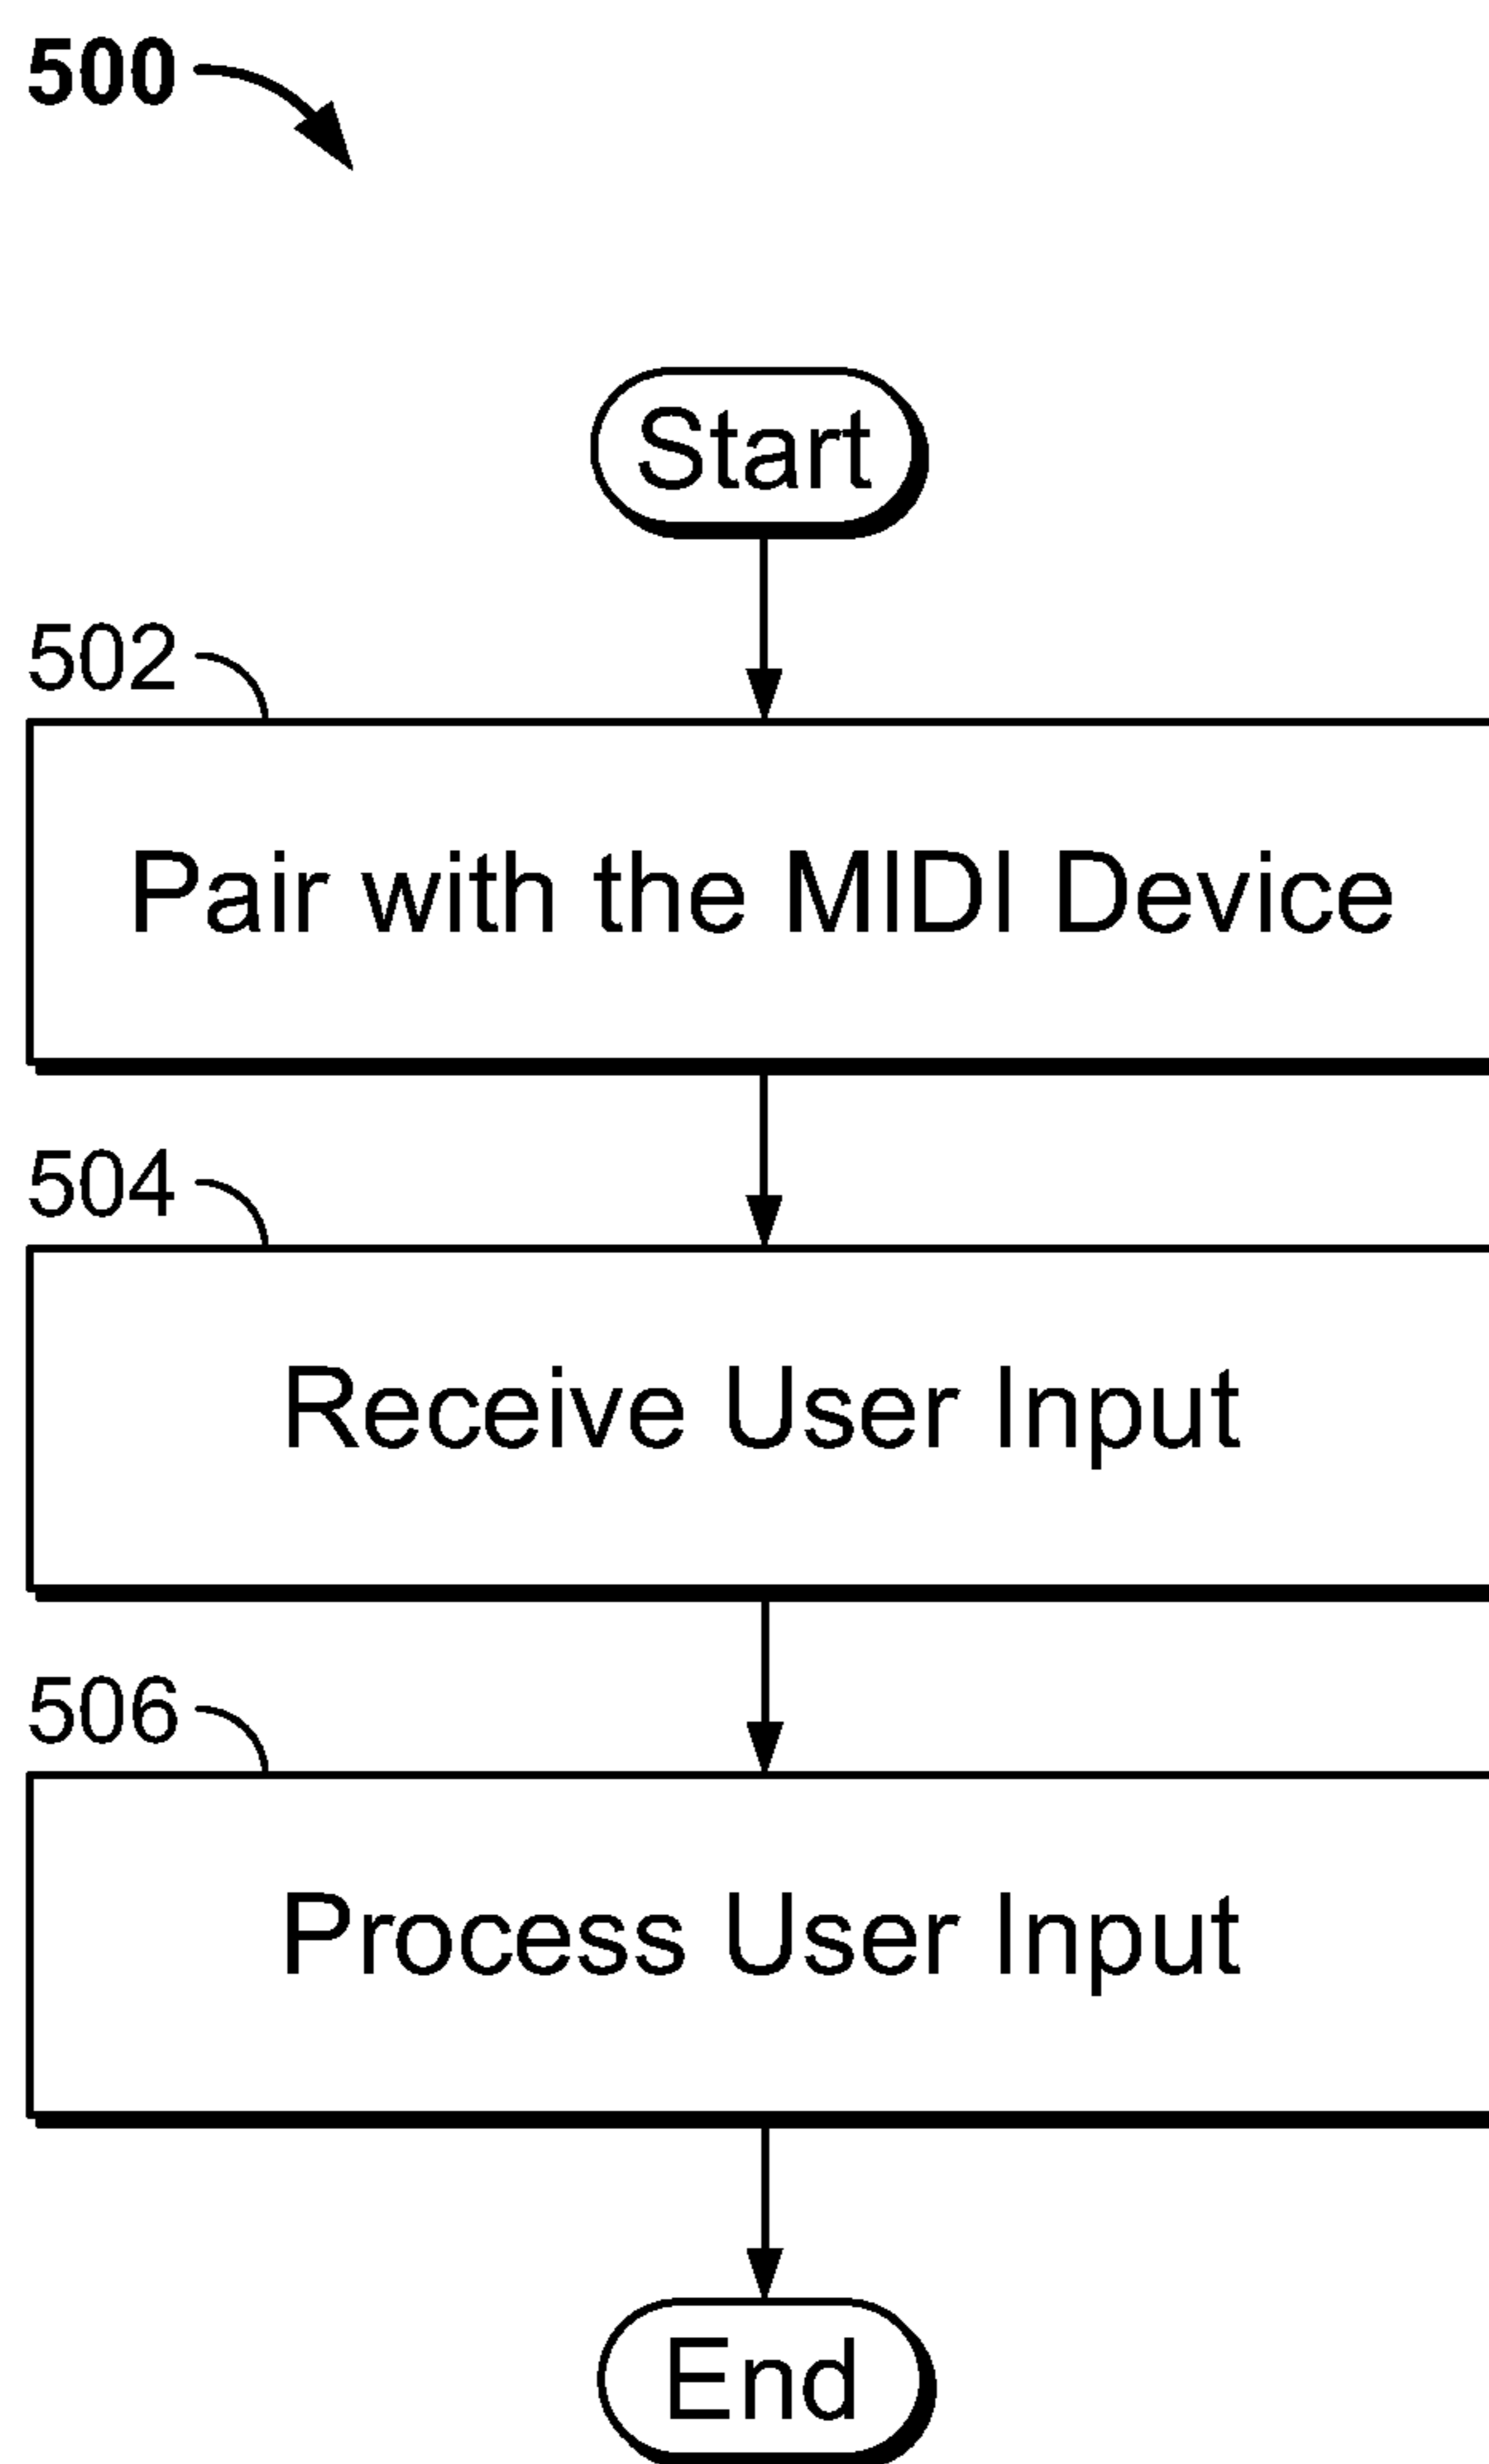 500
Start
502
Pair with the MIDI Device
504
Receive User Input
506
Process User Input
End